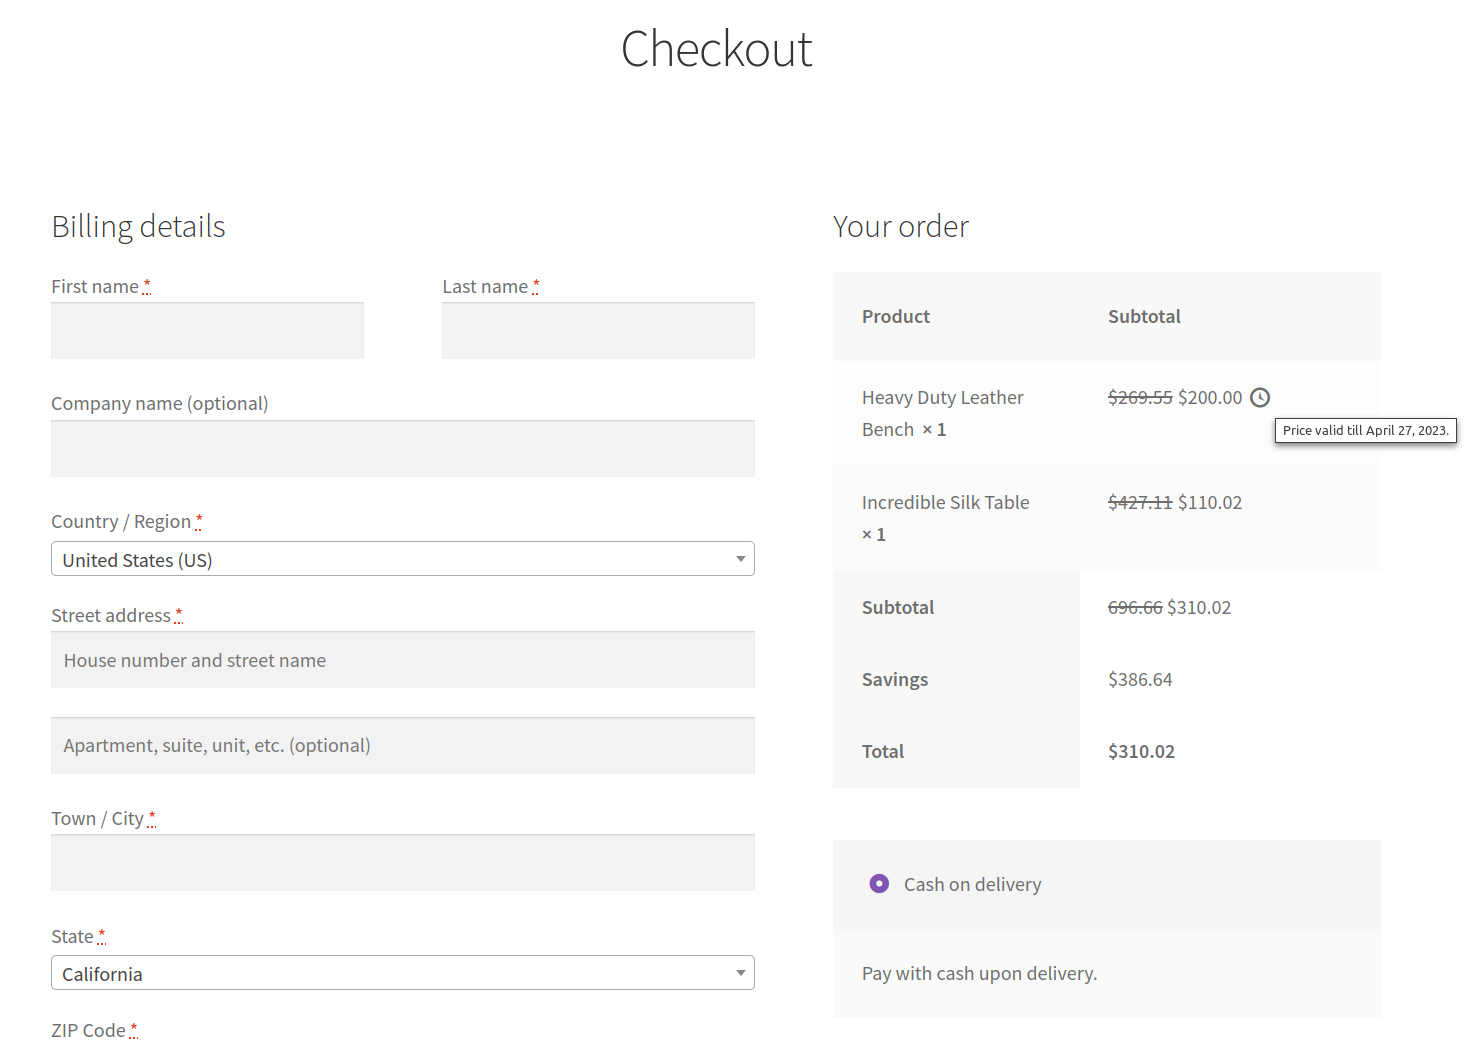 Checkout
Billing details
First name *
Last name *
Company name (optional)
Country / Region *
United States (US)
Street address *
House number and street name
Apartment, suite, unit, etc. (optional)
Town / City *
State *
California
ZIP Code *
Your order
Product Subtotal
Heavy Duty Leather $269.55 $200.00
Bench × 1
Price valid till April 27, 2023.
Incredible Silk Table $427.11 $110.02
× 1
Subtotal 696.66 $310.02
Savings $386.64
Total $310.02
Cash on delivery
Pay with cash upon delivery.